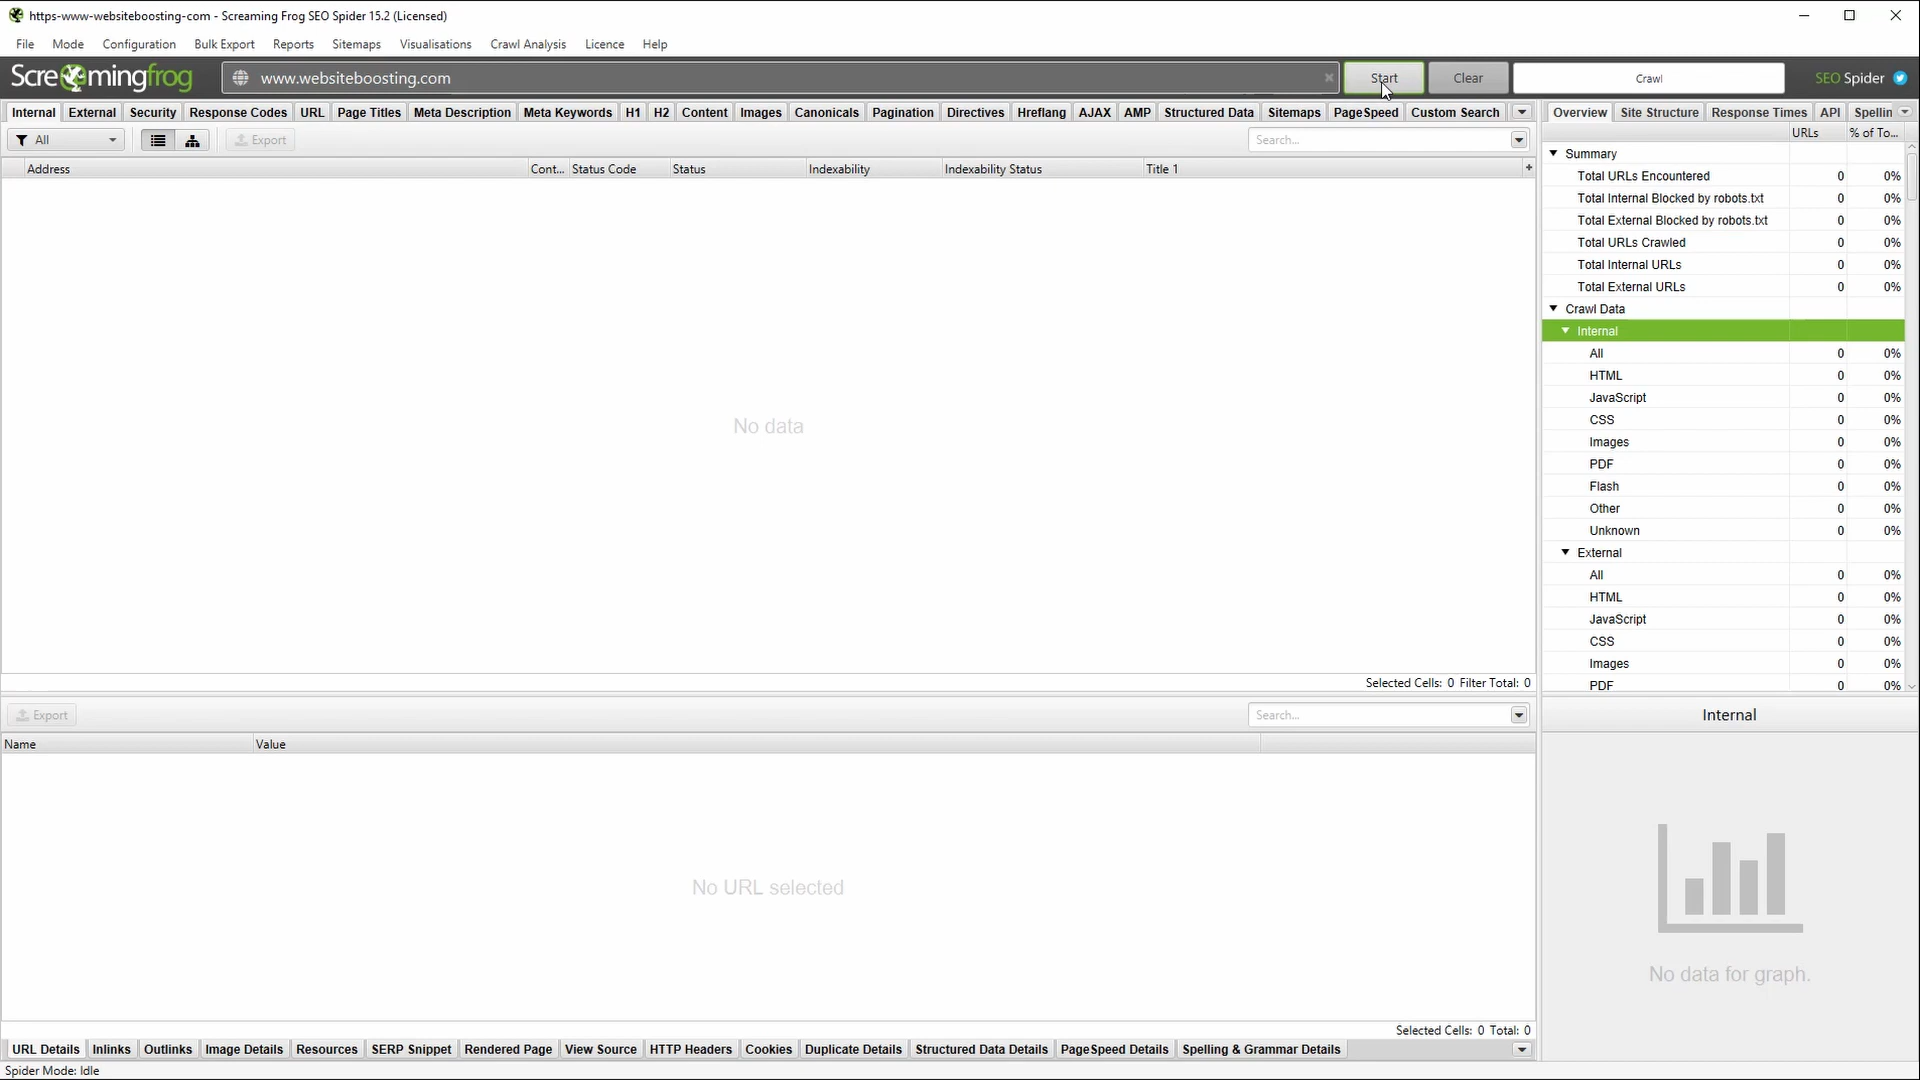 https-www-websiteboosting-com - Screaming Frog SEO Spider 15.2 (Licensed)
File Mode Configuration Bulk Export Reports Sitemaps Visualisations Crawl Analysis Licence Help
Screamingfrog www.websiteboosting.com Start Clear Crawl SEO Spider
Internal External Security Response Codes URL Page Titles Meta Description Meta Keywords H1 H2 Content Images Canonicals Pagination Directives Hreflang AJAX AMP Structured Data Sitemaps PageSpeed Custom Search
All Export Search...
Address Cont... Status Code Status Indexability Indexability Status Title 1 +
No data
Selected Cells: 0 Filter Total: 0
Export Search...
Name Value
No URL selected
Selected Cells: 0 Total: 0
URL Details Inlinks Outlinks Image Details Resources SERP Snippet Rendered Page View Source HTTP Headers Cookies Duplicate Details Structured Data Details PageSpeed Details Spelling & Grammar Details
Spider Mode: Idle
Overview Site Structure Response Times API Spellin
URLs % of To...
Summary
Total URLs Encountered 0 0%
Total Internal Blocked by robots.txt 0 0%
Total External Blocked by robots.txt 0 0%
Total URLs Crawled 0 0%
Total Internal URLs 0 0%
Total External URLs 0 0%
Crawl Data
Internal
All 0 0%
HTML 0 0%
JavaScript 0 0%
CSS 0 0%
Images 0 0%
PDF 0 0%
Flash 0 0%
Other 0 0%
Unknown 0 0%
External
All 0 0%
HTML 0 0%
JavaScript 0 0%
CSS 0 0%
Images 0 0%
PDF 0 0%
Internal
No data for graph.